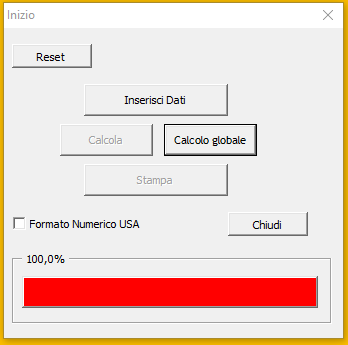 Inizio
Reset
Inserisci Dati
Calcola
Calcolo globale
Stampa
Formato Numerico USA
Chiudi
100,0%